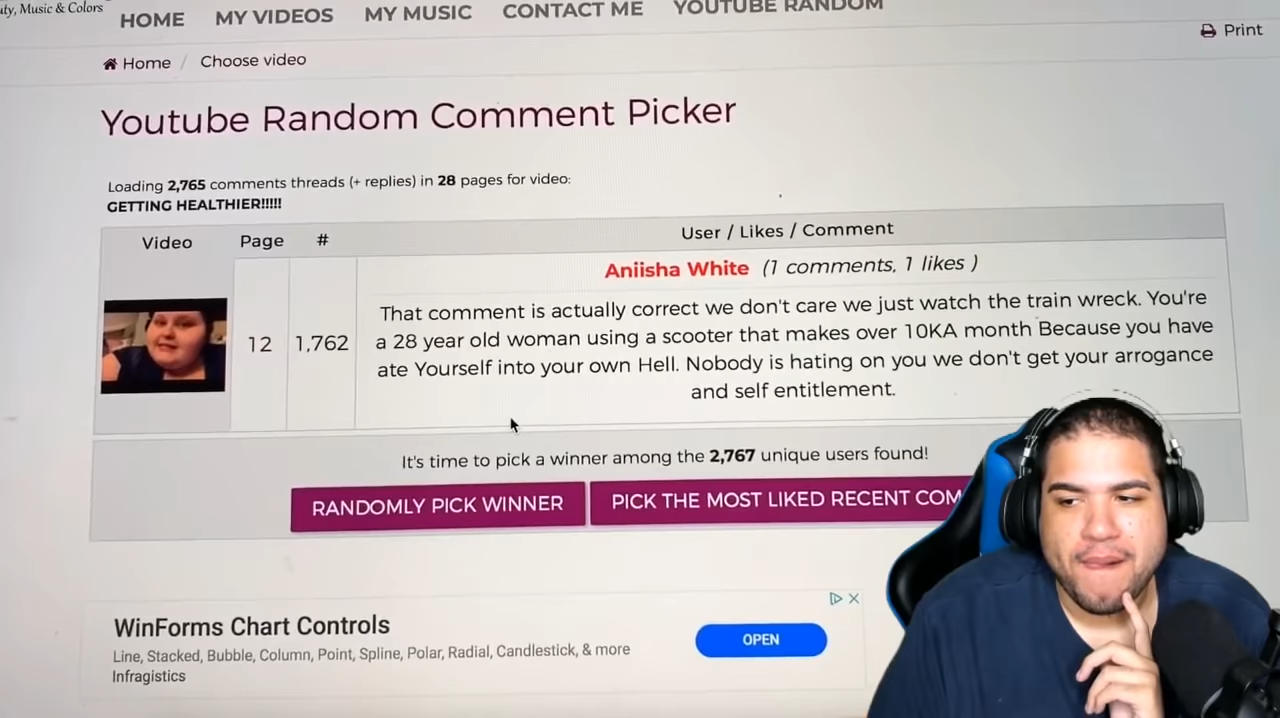 uty, Music & Colors
HOME MY VIDEOS MY MUSIC CONTACT ME YOUTUBE RANDOM
Print
Home / Choose video
Youtube Random Comment Picker
Loading 2,765 comments threads (+ replies) in 28 pages for video:
GETTING HEALTHIER!!!!!
Video Page # User / Likes / Comment
Aniisha White (1 comments, 1 likes )
12 1,762
That comment is actually correct we don't care we just watch the train wreck. You're
a 28 year old woman using a scooter that makes over 10KA month Because you have
ate Yourself into your own Hell. Nobody is hating on you we don't get your arrogance
and self entitlement.
It's time to pick a winner among the 2,767 unique users found!
RANDOMLY PICK WINNER PICK THE MOST LIKED RECENT COM
WinForms Chart Controls
Line, Stacked, Bubble, Column, Point, Spline, Polar, Radial, Candlestick, & more
Infragistics
OPEN